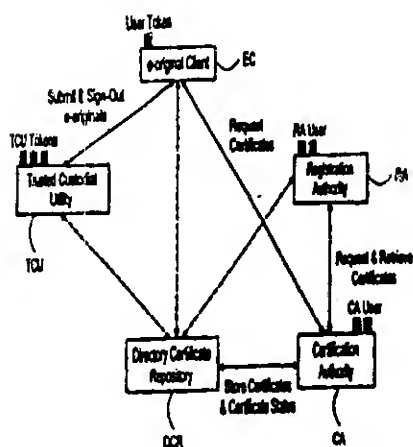 User Token
e-original Client
EC
Submit & Sign-Out
e-originals
Request
Certificates
TCU Tokens
RA User
Trusted Custodial
Utility
Registration
Authority
RA
TCU
Request & Retrieve
Certificates
CA User
Directory Certificate
Repository
Certification
Authority
Store Certificates
& Certificate Status
DCR
CA